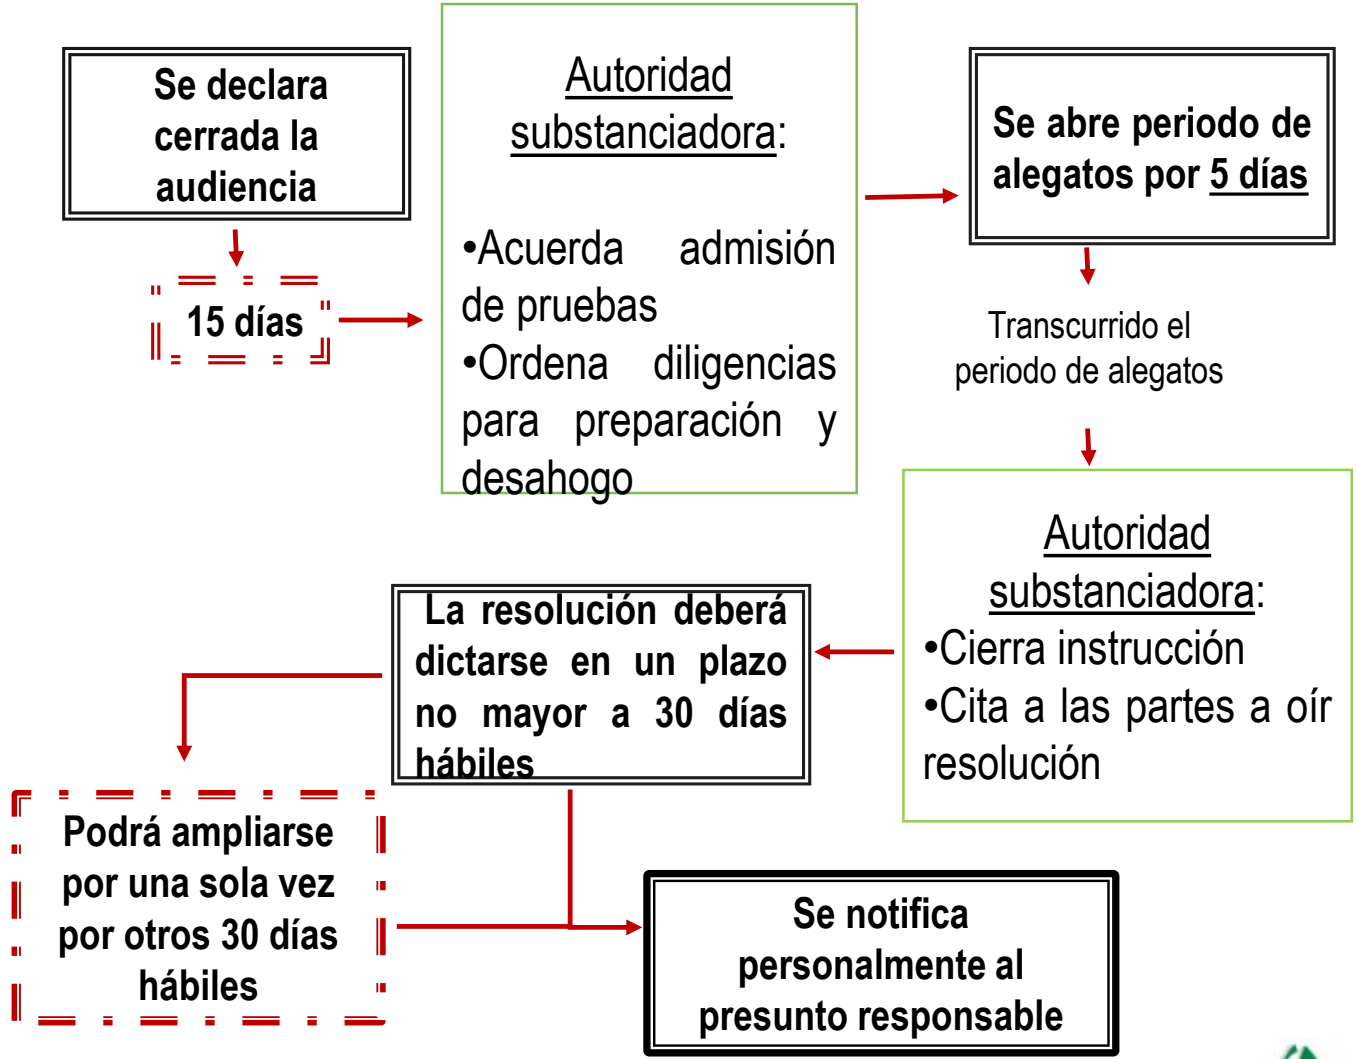 Se declara
cerrada la
audiencia
15 días
Autoridad
substanciadora:
•Acuerda admisión
de pruebas
•Ordena diligencias
para preparación y
desahogo
Se abre periodo de
alegatos por 5 días
Transcurrido el
periodo de alegatos
Autoridad
substanciadora:
•Cierra instrucción
•Cita a las partes a oír
resolución
La resolución deberá
dictarse en un plazo
no mayor a 30 días
hábiles
Podrá ampliarse
por una sola vez
por otros 30 días
hábiles
Se notifica
personalmente al
presunto responsable